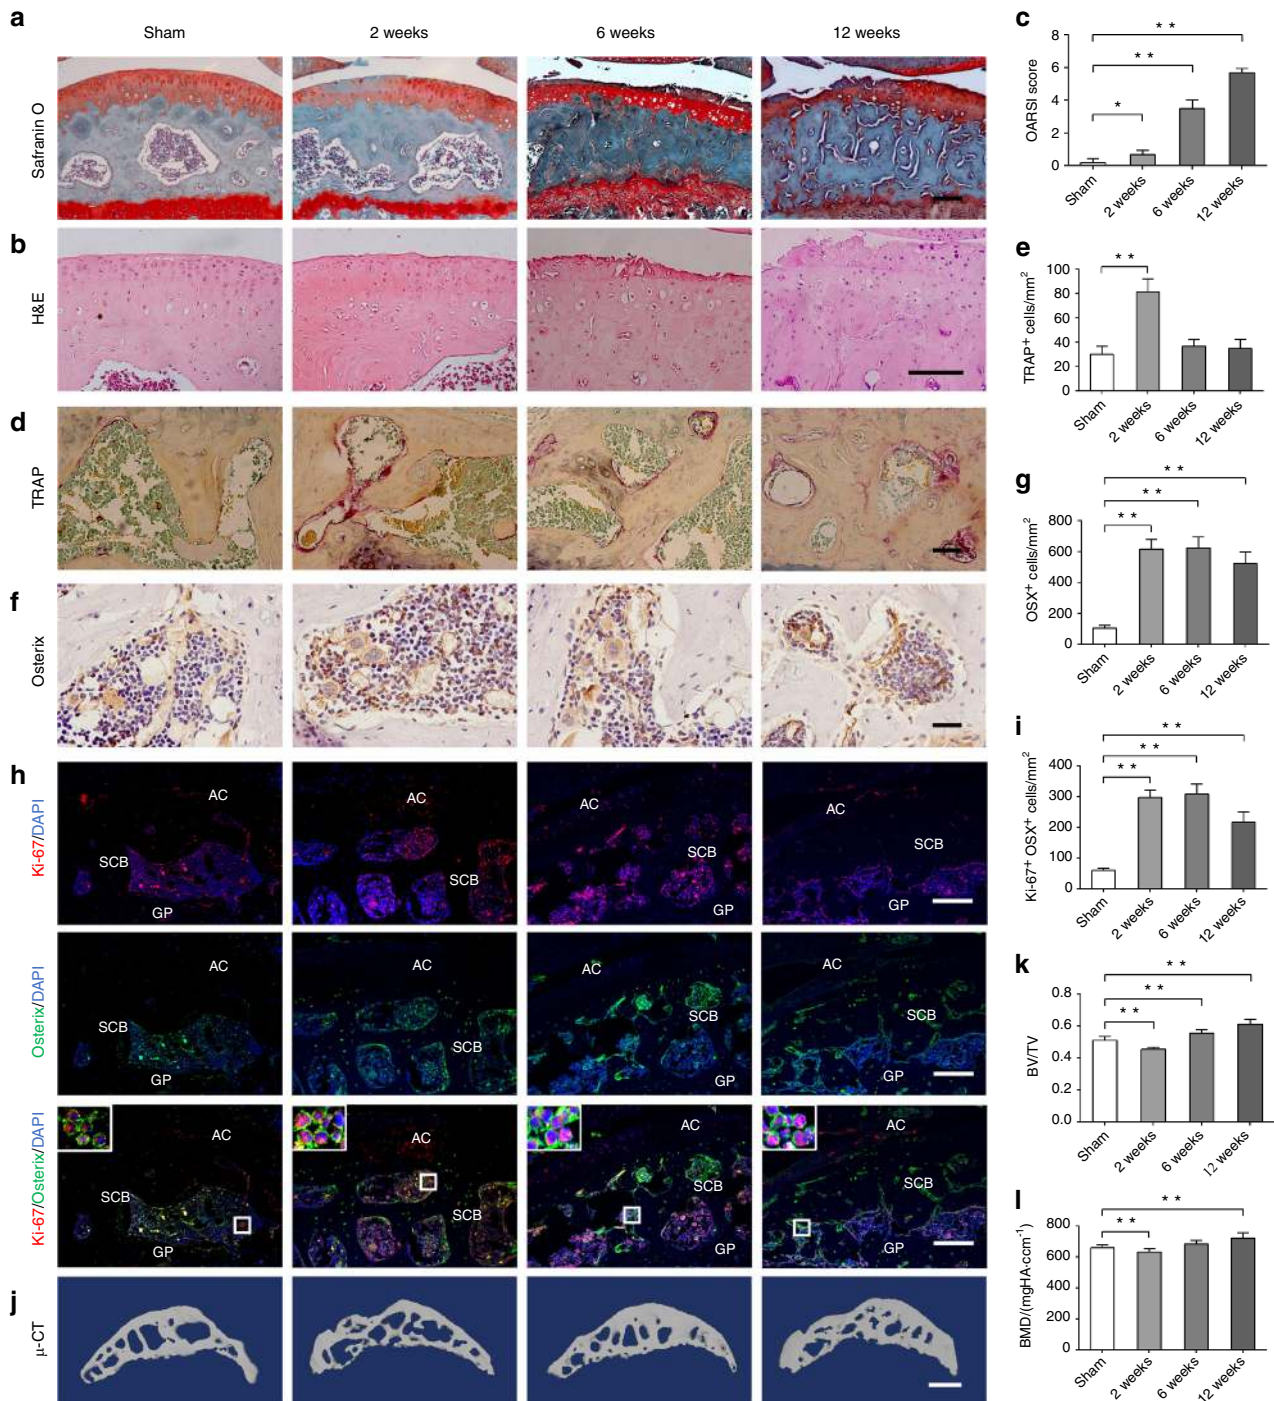 a
Sham
2 weeks
6 weeks
12 weeks
Safranin O
b
H&E
d
TRAP
f
Osterix
h
Ki-67/DAPI
AC
SCB
GP
AC
SCB
AC
SCB
GP
AC
SCB
GP
Osterix/DAPI
AC
SCB
GP
AC
SCB
AC
SCB
GP
AC
SCB
GP
Ki-67/Osterix/DAPI
AC
SCB
GP
AC
SCB
AC
SCB
GP
AC
SCB
GP
j
µ-CT
c
OARSI score
8
6
4
2
0
* *
* *
*
Sham
2 weeks
6 weeks
12 weeks
e
TRAP⁺ cells/mm²
100
80
60
40
20
0
* *
Sham
2 weeks
6 weeks
12 weeks
g
OSX⁺ cells/mm²
800
600
400
200
0
* *
* *
* *
Sham
2 weeks
6 weeks
12 weeks
i
Ki-67⁺ OSX⁺ cells/mm²
400
300
200
100
0
* *
* *
* *
Sham
2 weeks
6 weeks
12 weeks
k
BV/TV
0.8
0.6
0.4
0.2
0.0
* *
* *
* *
Sham
2 weeks
6 weeks
12 weeks
l
BMD/(mgHA·ccm⁻¹)
800
600
400
200
0
* *
* *
Sham
2 weeks
6 weeks
12 weeks